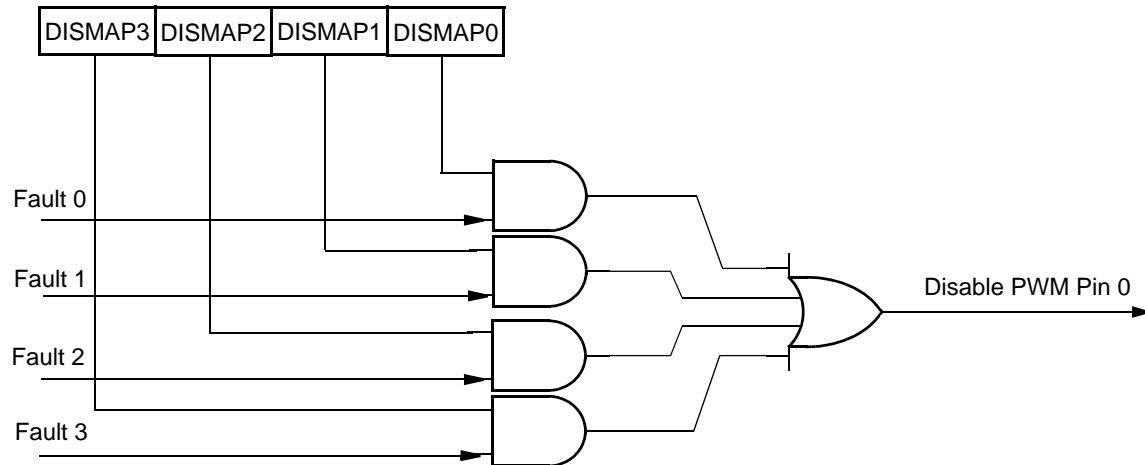 DISMAP3 DISMAP2 DISMAP1 DISMAP0
Fault 0
Fault 1
Disable PWM Pin 0
Fault 2
Fault 3